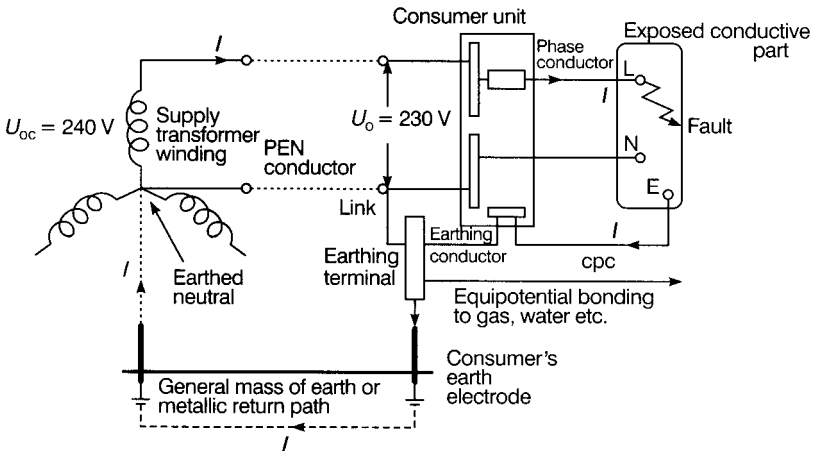 Consumer unit
Exposed conductive
part
I
Phase
conductor
L
I
Fault
Uoc = 240 V
Supply
transformer
winding
Uo = 230 V
PEN
conductor
N
E
Link
Earthing
terminal
Earthing
conductor
I
cpc
I
Earthed
neutral
Equipotential bonding
to gas, water etc.
General mass of earth or
metallic return path
Consumer's
earth
electrode
I